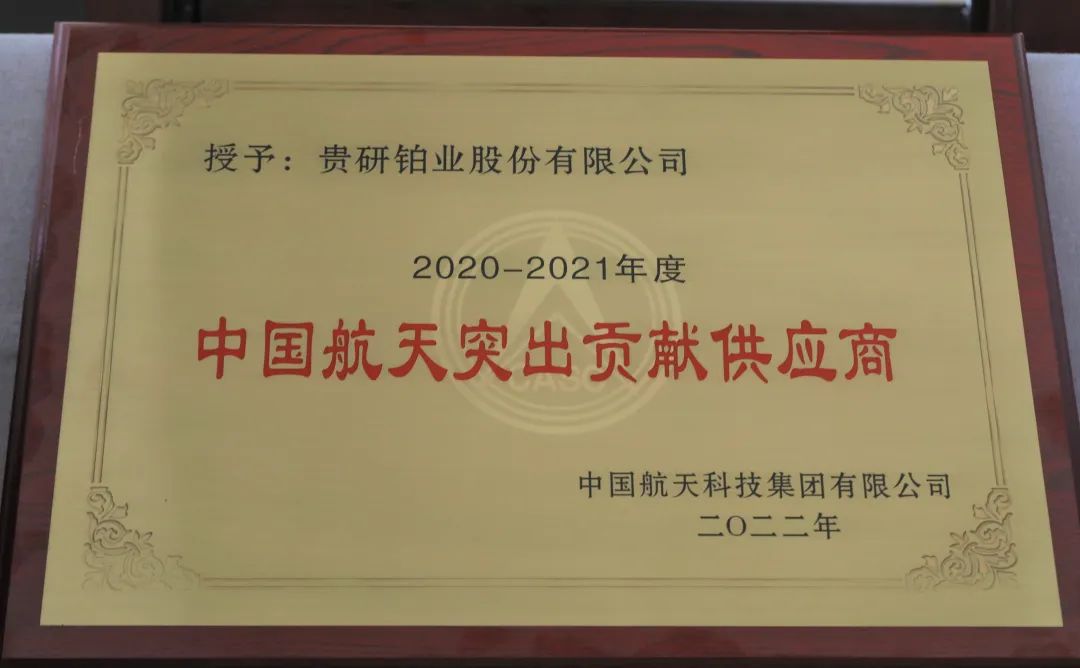 授予：贵研铂业股份有限公司
2020-2021年度
中国航天突出贡献供应商
CASC
中国航天科技集团有限公司
二〇二二年